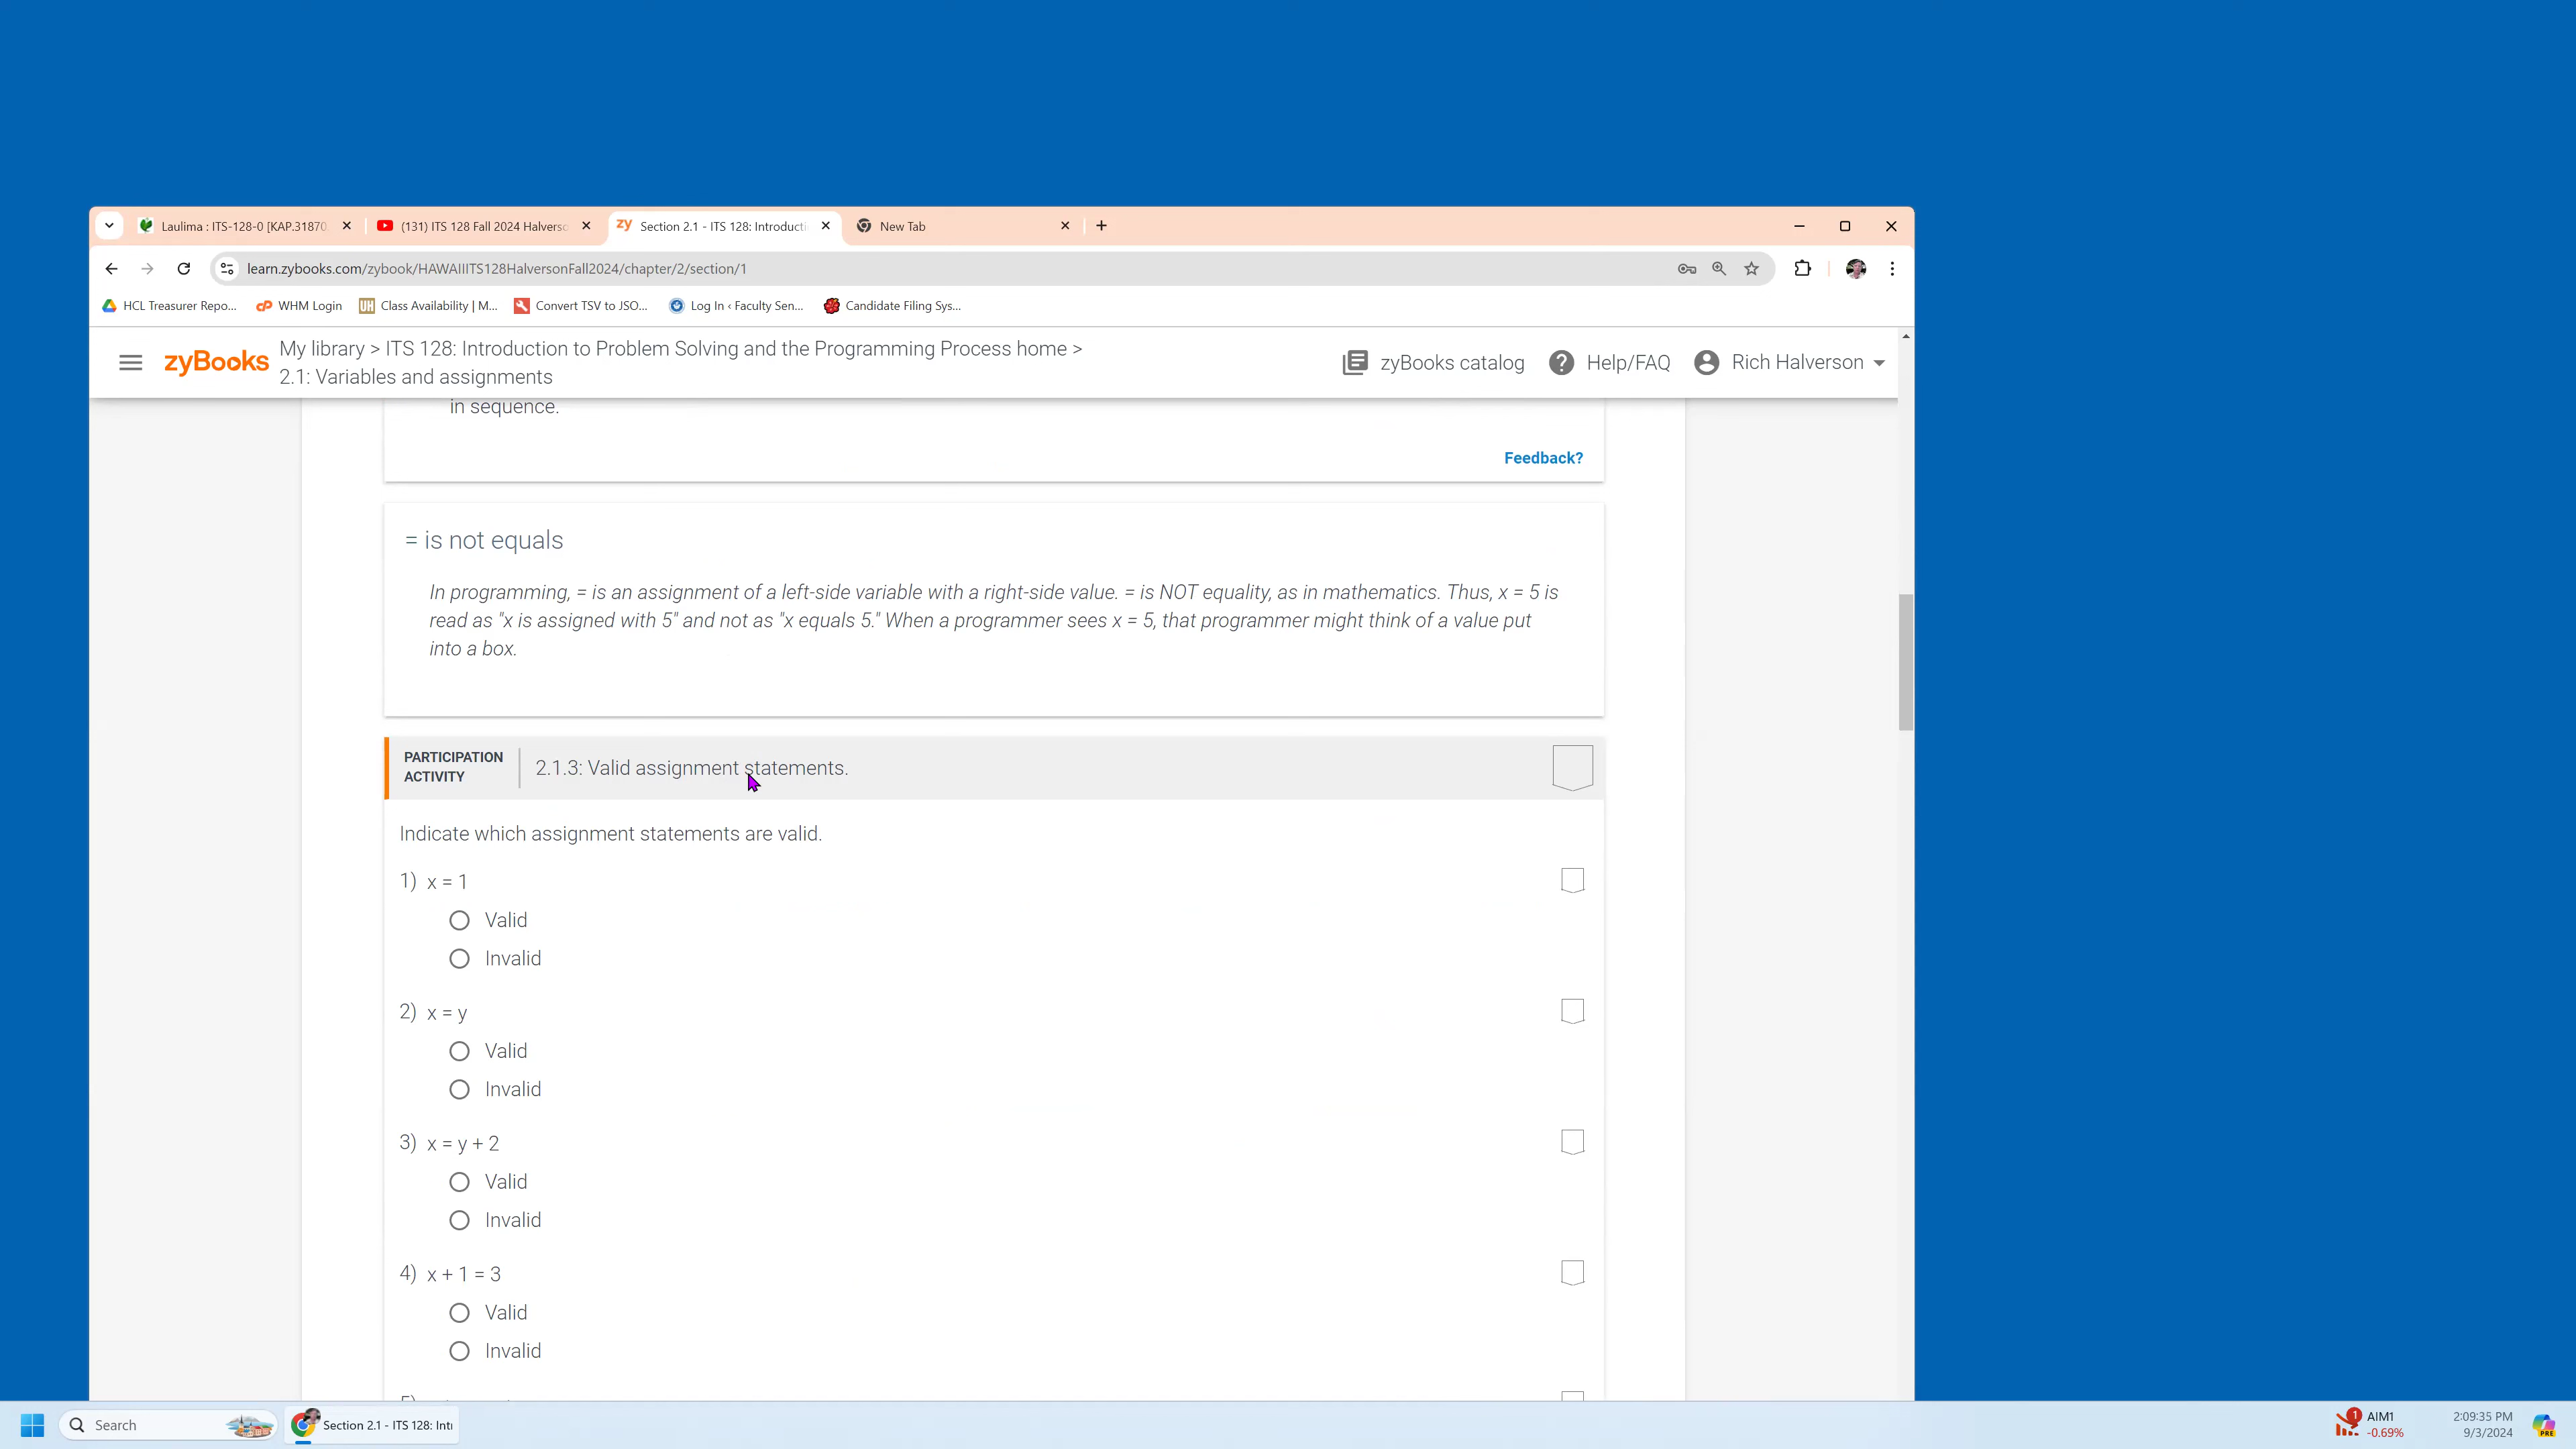 Laulima : ITS-128-0 [KAP.31870.
(131) ITS 128 Fall 2024 Halverso
zy Section 2.1 - ITS 128: Introducti
New Tab
learn.zybooks.com/zybook/HAWAIIITS128HalversonFall2024/chapter/2/section/1
HCL Treasurer Repo...
WHM Login
Class Availability | M...
Convert TSV to JSO...
Log In ‹ Faculty Sen...
Candidate Filing Sys...
zyBooks
My library > ITS 128: Introduction to Problem Solving and the Programming Process home >
2.1: Variables and assignments
zyBooks catalog
Help/FAQ
Rich Halverson
in sequence.
Feedback?
= is not equals
In programming, = is an assignment of a left-side variable with a right-side value. = is NOT equality, as in mathematics. Thus, x = 5 is
read as "x is assigned with 5" and not as "x equals 5." When a programmer sees x = 5, that programmer might think of a value put
into a box.
PARTICIPATION
ACTIVITY
2.1.3: Valid assignment statements.
Indicate which assignment statements are valid.
1) x = 1
Valid
Invalid
2) x = y
Valid
Invalid
3) x = y + 2
Valid
Invalid
4) x + 1 = 3
Valid
Invalid
Search
Section 2.1 - ITS 128: Int
1
AIM1
-0.69%
2:09:35 PM
9/3/2024
PRE